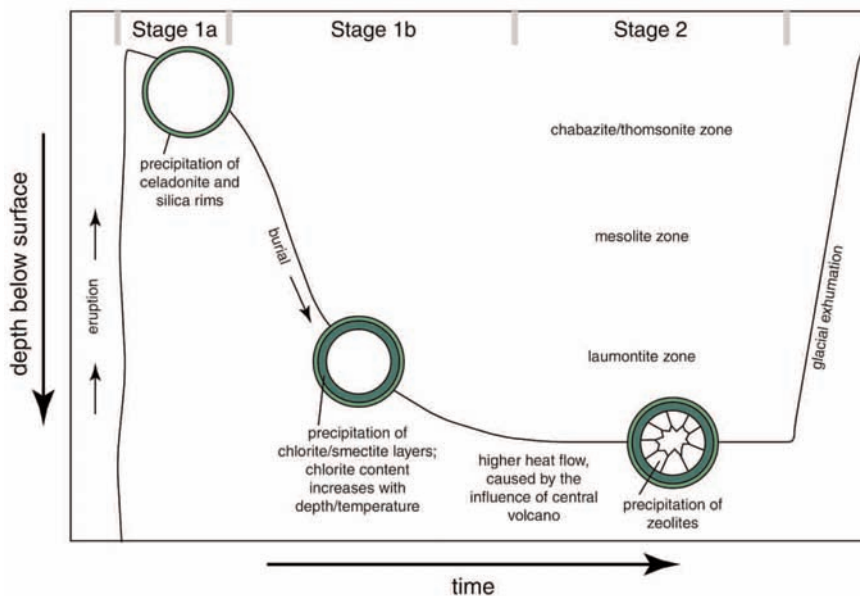 Stage 1a
Stage 1b
Stage 2
precipitation of
celadonite and
silica rims
chabazite/thomsonite zone
mesolite zone
laumontite zone
burial
eruption
glacial exhumation
depth below surface
precipitation of
chlorite/smectite layers;
chlorite content
increases with
depth/temperature
higher heat flow,
caused by the
influence of central
volcano
precipitation of
zeolites
time